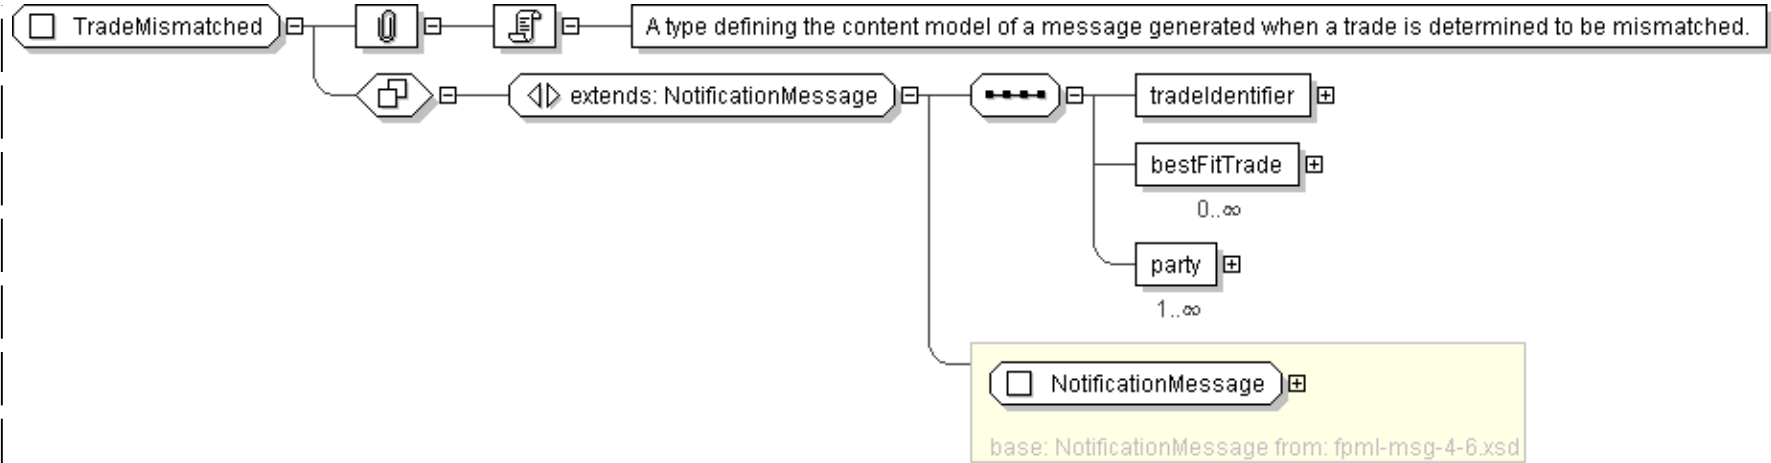 TradeMismatched
A type defining the content model of a message generated when a trade is determined to be mismatched.
extends: NotificationMessage
tradeIdentifier
bestFitTrade
0..∞
party
1..∞
NotificationMessage
base: NotificationMessage from: fpml-msg-4-6.xsd